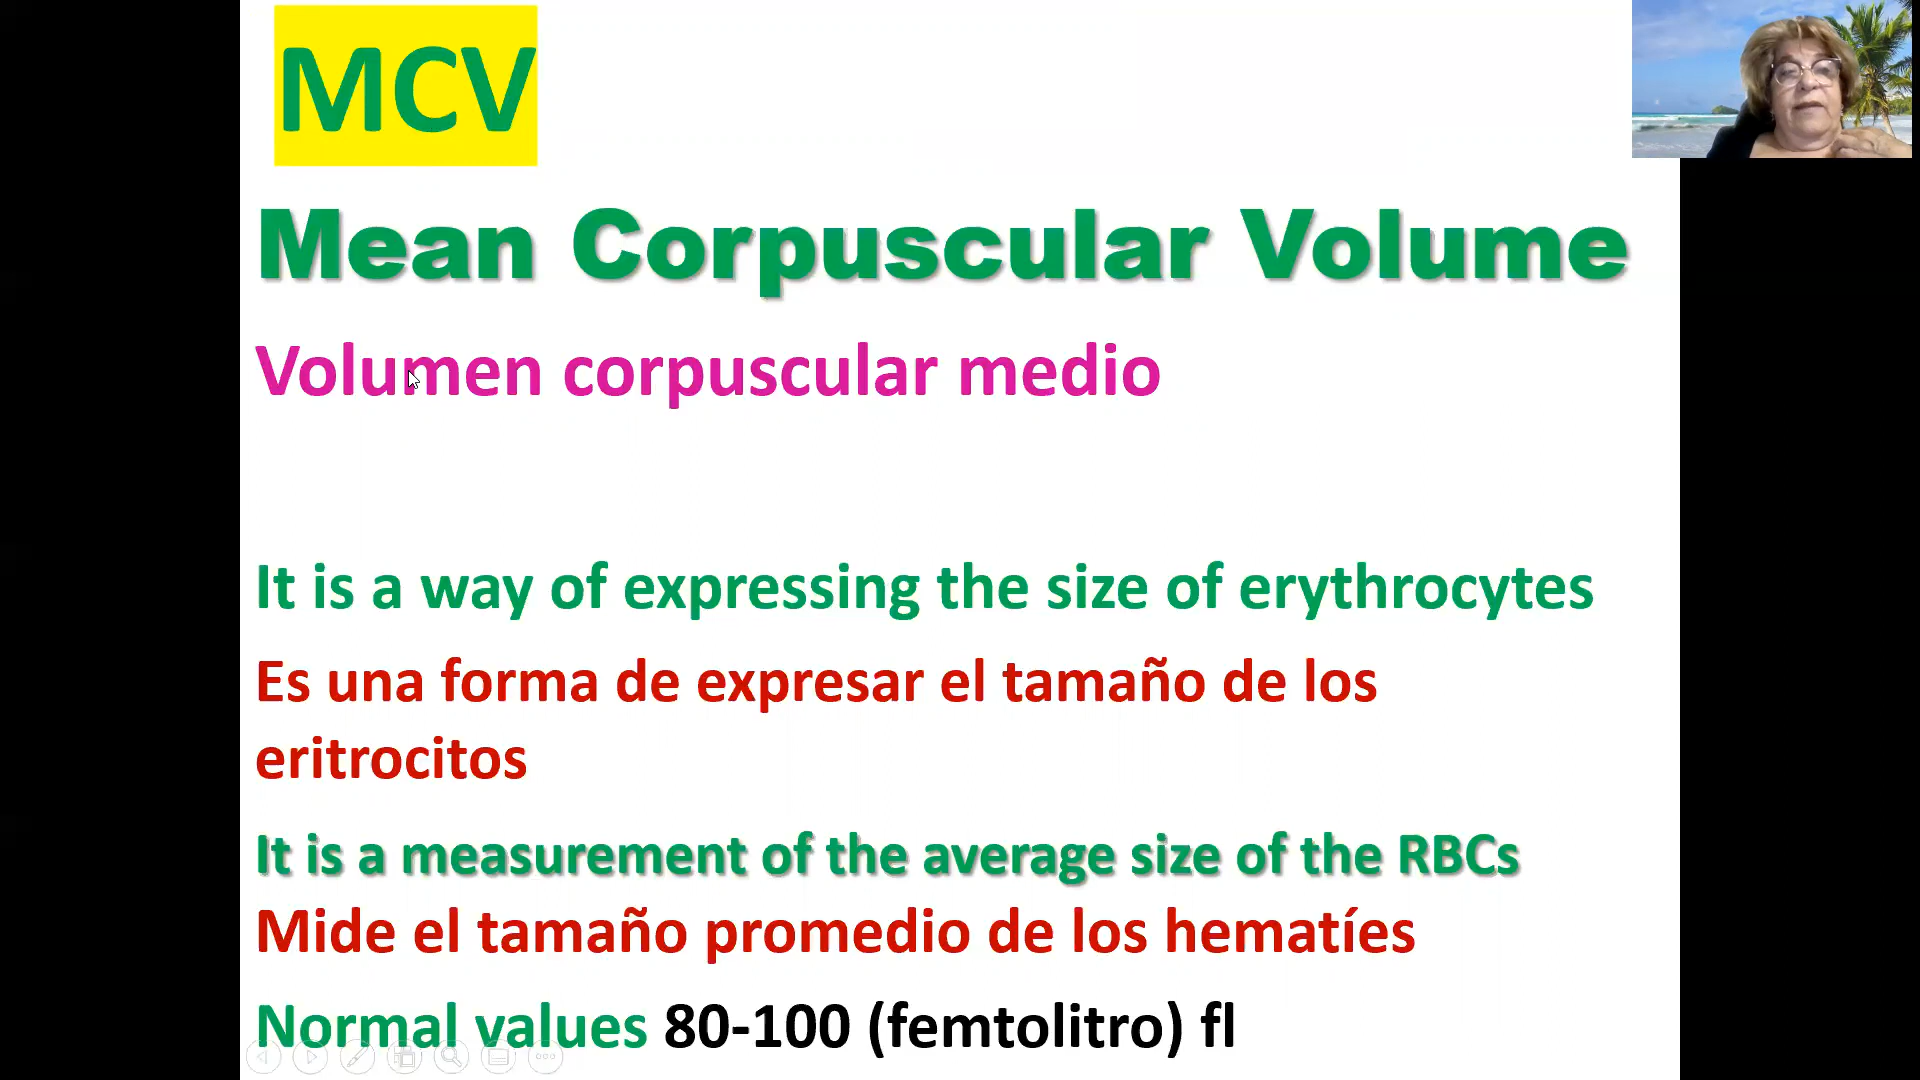 MCV
Mean Corpuscular Volume
Volumen corpuscular medio
It is a way of expressing the size of erythrocytes
Es una forma de expresar el tamaño de los
eritrocitos
It is a measurement of the average size of the RBCs
Mide el tamaño promedio de los hematíes
Normal values 80-100 (femtolitro) fl